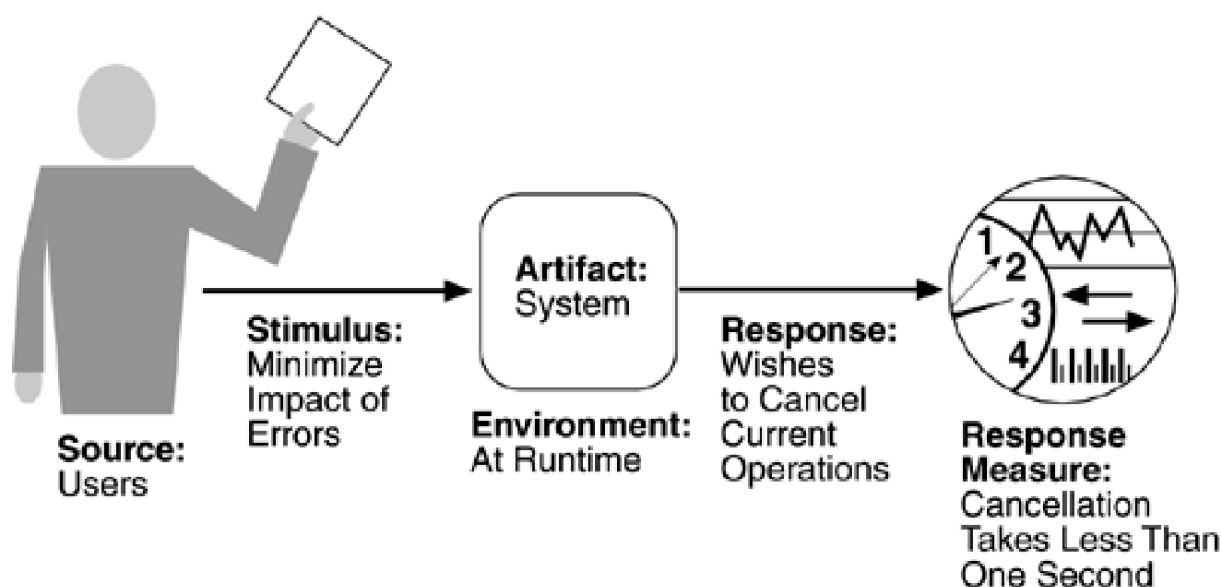 Source:
Users
Stimulus:
Minimize
Impact of
Errors
Artifact:
System
Environment:
At Runtime
Response:
Wishes
to Cancel
Current
Operations
1
2
3
4
Response
Measure:
Cancellation
Takes Less Than
One Second